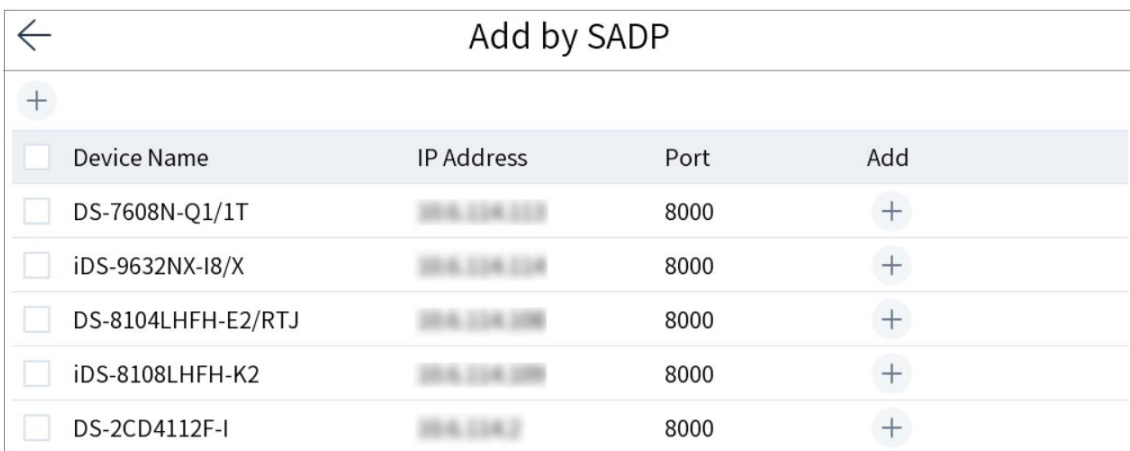 Add by SADP
Device Name IP Address Port Add
DS-7608N-Q1/1T 8000
iDS-9632NX-I8/X 8000
DS-8104LHFH-E2/RTJ 8000
iDS-8108LHFH-K2 8000
DS-2CD4112F-I 8000